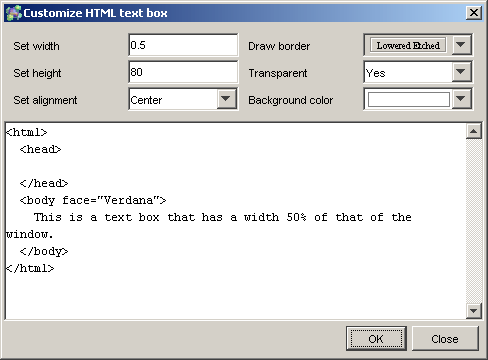 Customize HTML text box
Set width 0.5 Draw border Lowered Etched
Set height 80 Transparent Yes
Set alignment Center Background color
<html>
  <head>

  </head>
  <body face="Verdana">
    This is a text box that has a width 50% of that of the
window.
  </body>
</html>
OK Close